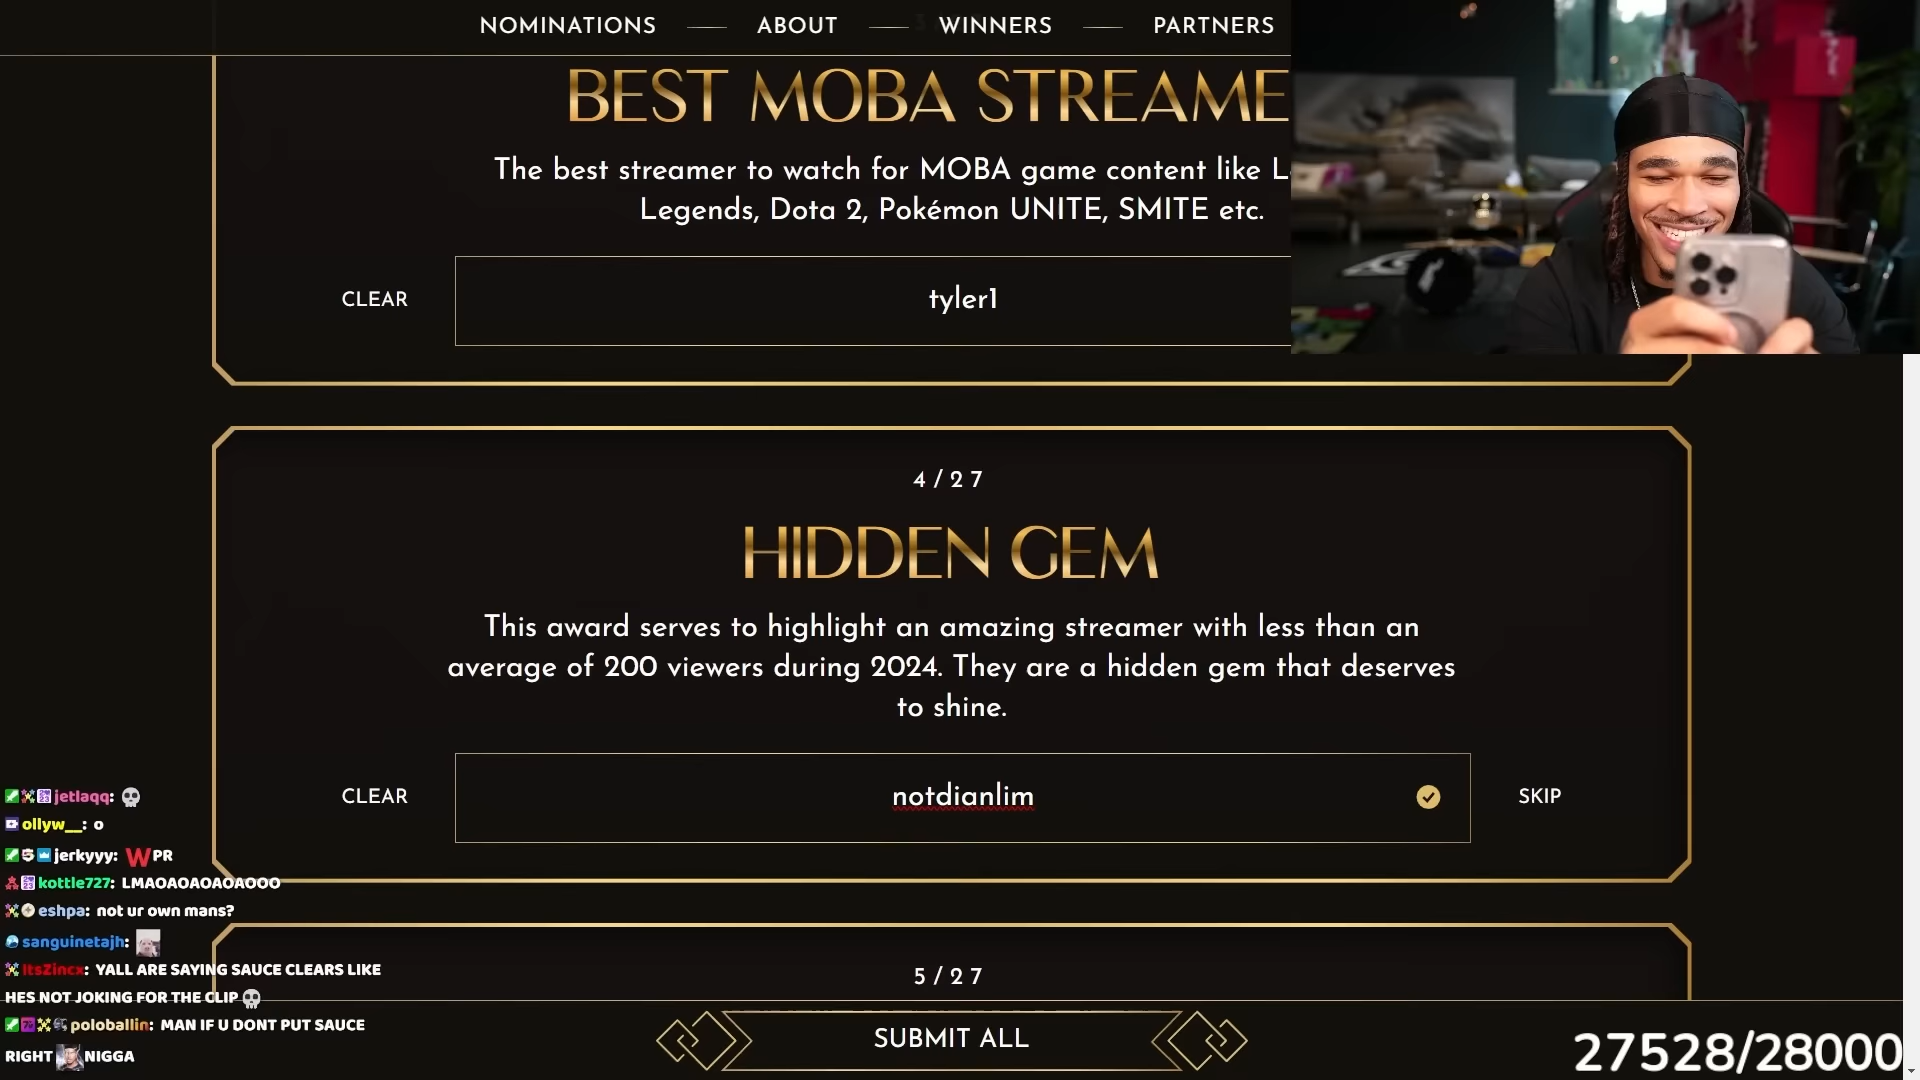 NOMINATIONS ABOUT WINNERS PARTNERS
BEST MOBA STREAME
The best streamer to watch for MOBA game content like L
Legends, Dota 2, Pokémon UNITE, SMITE etc.
CLEAR tyler1
4/27
HIDDEN GEM
This award serves to highlight an amazing streamer with less than an
average of 200 viewers during 2024. They are a hidden gem that deserves
to shine.
CLEAR notdianlim SKIP
jetlaqq:
ollyw__: o
jerkyyy: W PR
kottle727: LMAOAOAOAOAOOO
eshpa: not ur own mans?
sanguinetajh:
ItsZincx: YALL ARE SAYING SAUCE CLEARS LIKE
HES NOT JOKING FOR THE CLIP
poloballin: MAN IF U DONT PUT SAUCE
RIGHT NIGGA
5/27
SUBMIT ALL
27528/28000